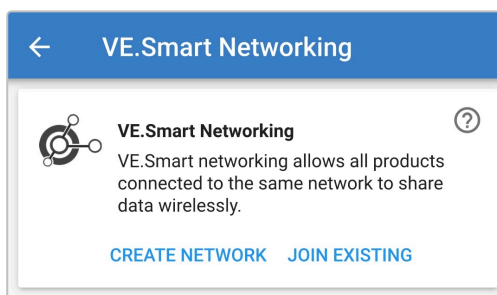 VE.Smart Networking
VE.Smart Networking
VE.Smart networking allows all products
connected to the same network to share
data wirelessly.
CREATE NETWORK JOIN EXISTING